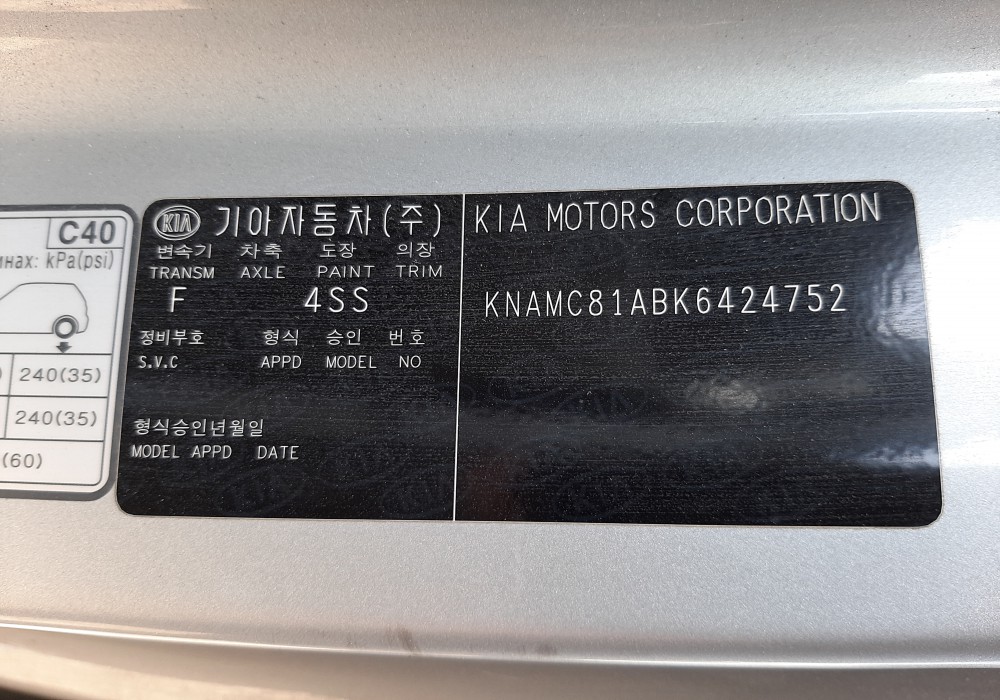 C40
max: kPa(psi)
240(35)
240(35)
(60)
KIA 기아자동차(주)
변속기 차축 도장 의장
TRANSM AXLE PAINT TRIM
F 4SS
정비부호 형식 승인 번호
S.V.C APPD MODEL NO
형식승인년월일
MODEL APPD DATE
KIA MOTORS CORPORATION
KNAMC81ABK6424752